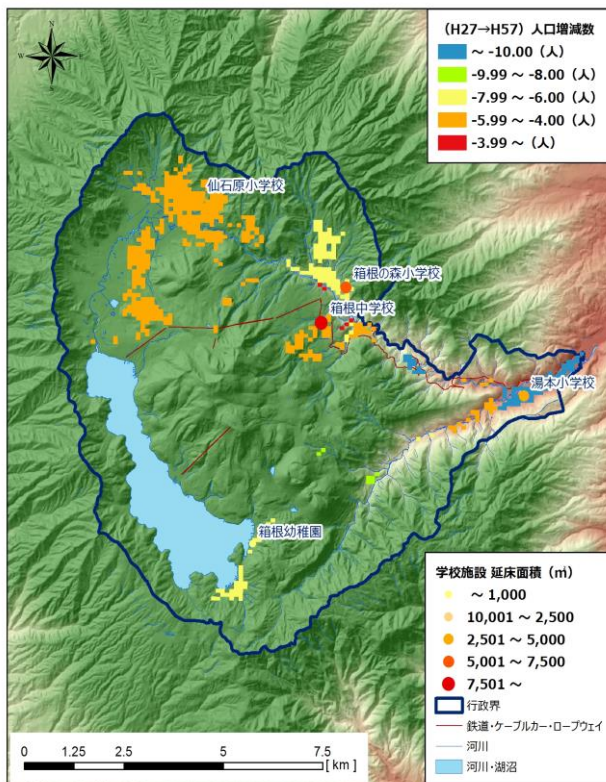 （H27→H57）人口増減数
～ -10.00（人）
-9.99 ～ -8.00（人）
-7.99 ～ -6.00（人）
-5.99 ～ -4.00（人）
-3.99 ～（人）
N
W
E
S
仙石原小学校
箱根の森小学校
箱根中学校
湯本小学校
箱根幼稚園
学校施設 延床面積（㎡）
～ 1,000
10,001 ～ 2,500
2,501 ～ 5,000
5,001 ～ 7,500
7,501 ～
行政界
鉄道・ケーブルカー・ロープウェイ
河川
河川・湖沼
0 1.25 2.5 5 7.5
[ km ]